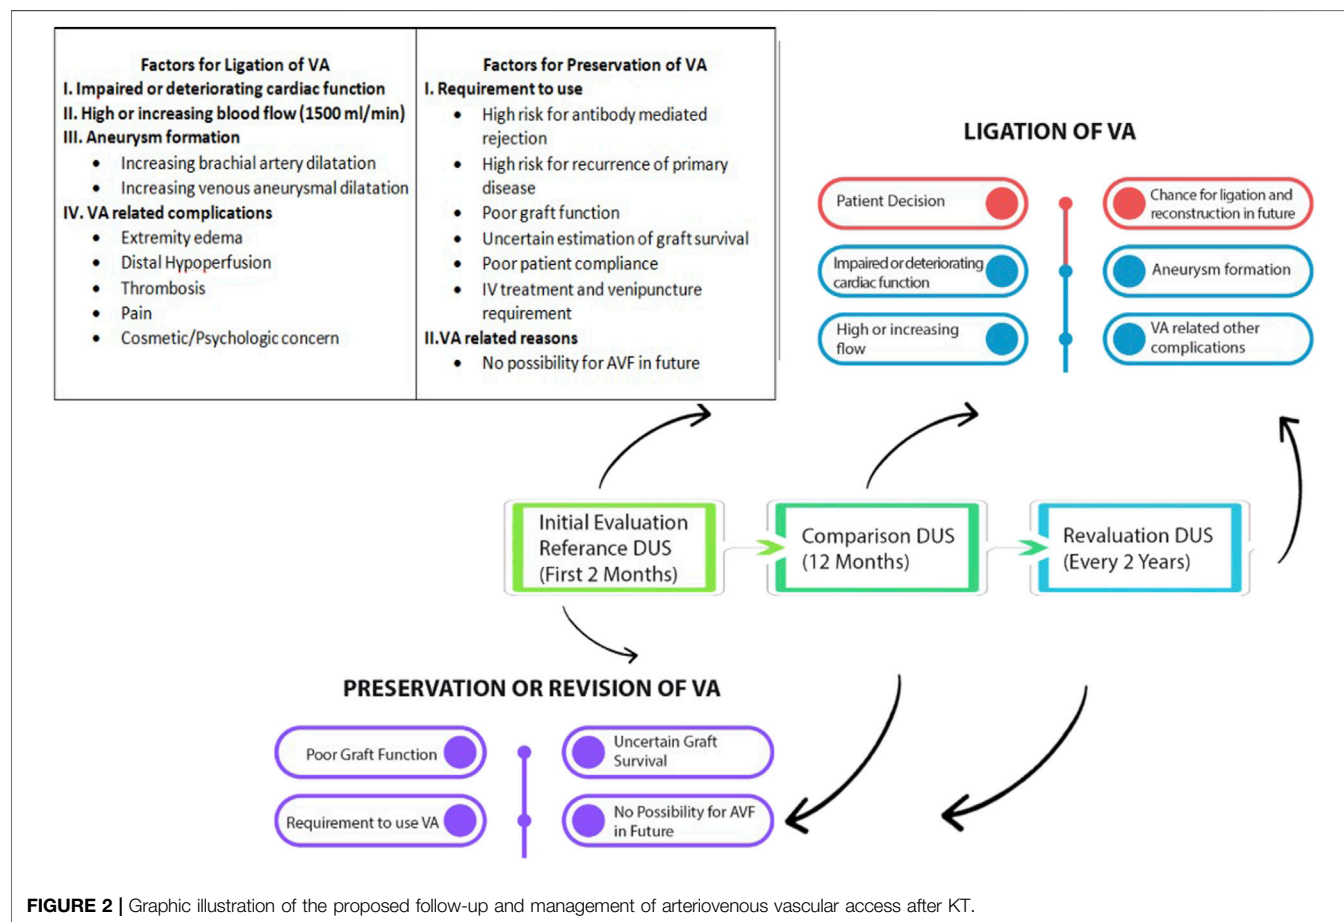 Factors for Ligation of VA
I. Impaired or deteriorating cardiac function
II. High or increasing blood flow (1500 ml/min)
III. Aneurysm formation
• Increasing brachial artery dilatation
• Increasing venous aneurysmal dilatation
IV. VA related complications
• Extremity edema
• Distal Hypoperfusion
• Thrombosis
• Pain
• Cosmetic/Psychologic concern
Factors for Preservation of VA
I. Requirement to use
• High risk for antibody mediated
rejection
• High risk for recurrence of primary
disease
• Poor graft function
• Uncertain estimation of graft survival
• Poor patient compliance
• IV treatment and venipuncture
requirement
II.VA related reasons
• No possibility for AVF in future
LIGATION OF VA
Patient Decision
Chance for ligation and
reconstruction in future
Impaired or deteriorating
cardiac function
Aneurysm formation
High or increasing
flow
VA related other
complications
Initial Evaluation
Referance DUS
(First 2 Months)
Comparison DUS
(12 Months)
Revaluation DUS
(Every 2 Years)
PRESERVATION OR REVISION OF VA
Poor Graft Function
Uncertain Graft
Survival
Requirement to use VA
No Possibility for AVF
in Future
FIGURE 2 | Graphic illustration of the proposed follow-up and management of arteriovenous vascular access after KT.